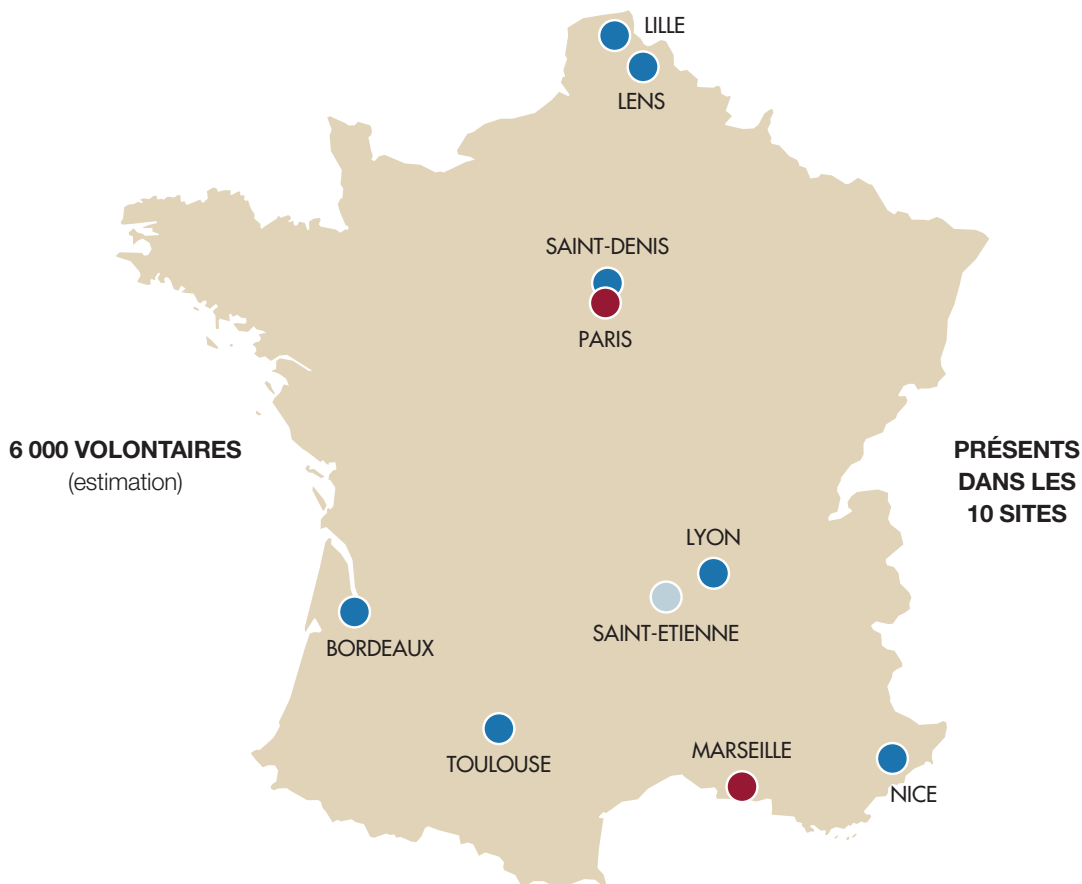 LILLE
LENS
SAINT-DENIS
PARIS
6 000 VOLONTAIRES
(estimation)
PRÉSENTS
DANS LES
10 SITES
LYON
SAINT-ETIENNE
BORDEAUX
TOULOUSE
MARSEILLE
NICE